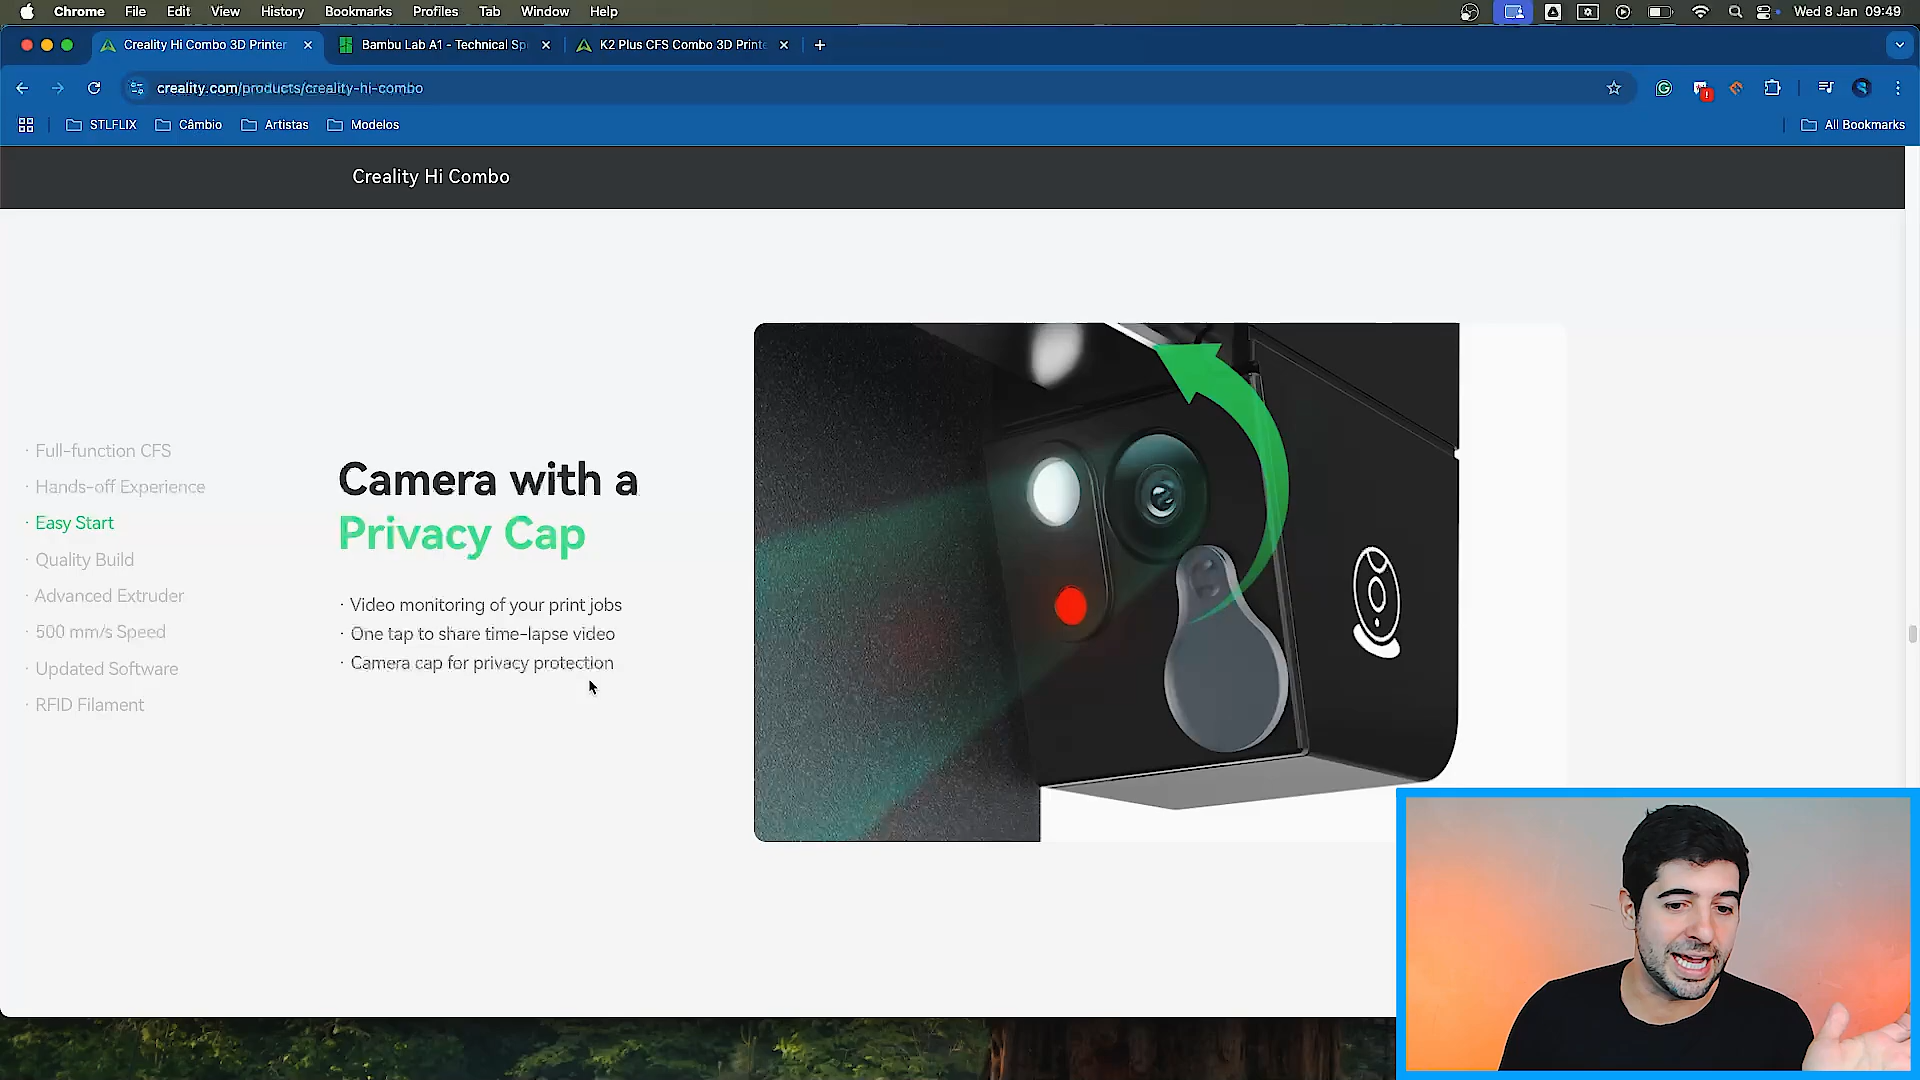 Chrome File Edit View History Bookmarks Profiles Tab Window Help Wed 8 Jan 09:49
Creality Hi Combo 3D Printer Bambu Lab A1 - Technical Sp K2 Plus CFS Combo 3D Printe
creality.com/products/creality-hi-combo
STLFLIX Câmbio Artistas Modelos All Bookmarks
Creality Hi Combo
· Full-function CFS
· Hands-off Experience
· Easy Start
· Quality Build
· Advanced Extruder
· 500 mm/s Speed
· Updated Software
· RFID Filament
Camera with a
Privacy Cap
· Video monitoring of your print jobs
· One tap to share time-lapse video
· Camera cap for privacy protection